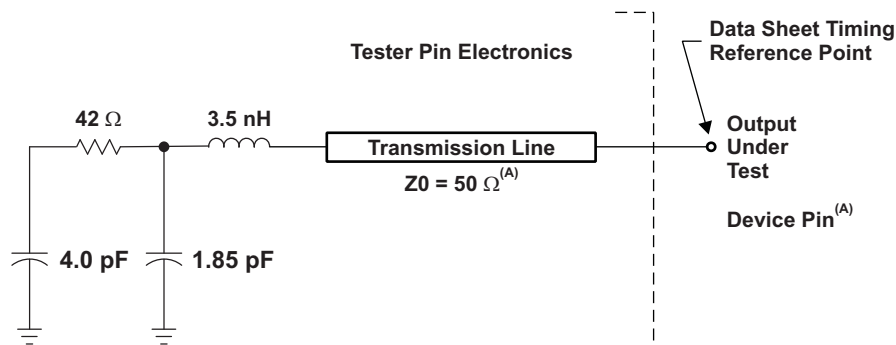 Tester Pin Electronics
Data Sheet Timing
Reference Point
42 Ω
3.5 nH
Transmission Line
Z0 = 50 Ω(A)
Output
Under
Test
Device Pin(A)
4.0 pF
1.85 pF